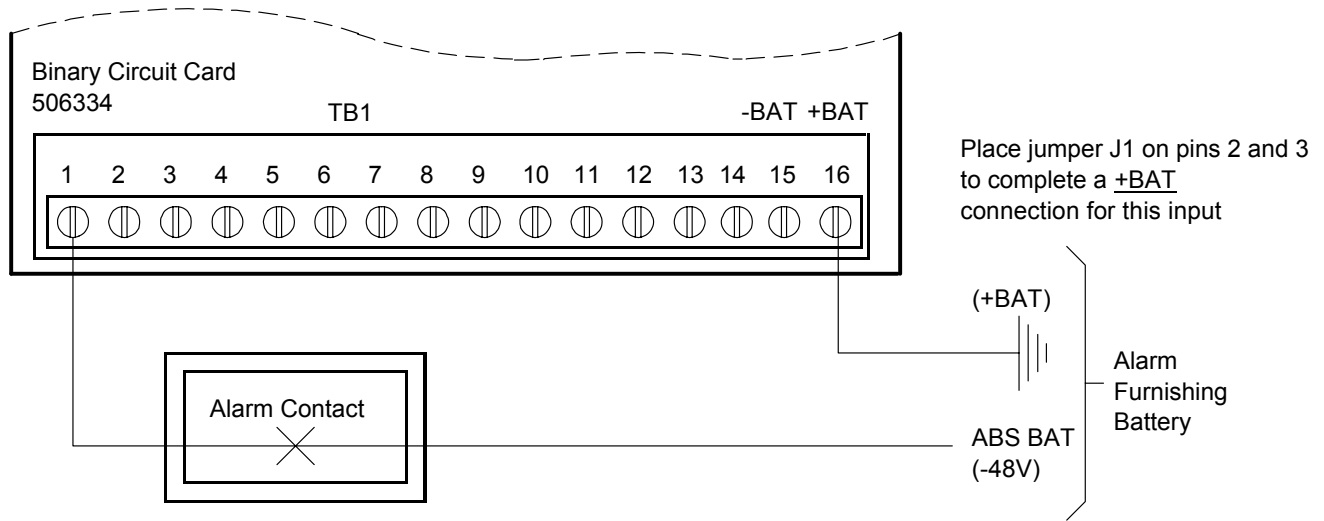 Binary Circuit Card
506334
TB1
-BAT +BAT
1 2 3 4 5 6 7 8 9 10 11 12 13 14 15 16
Place jumper J1 on pins 2 and 3
to complete a +BAT
connection for this input
(+BAT)
Alarm
Furnishing
Battery
Alarm Contact
ABS BAT
(-48V)